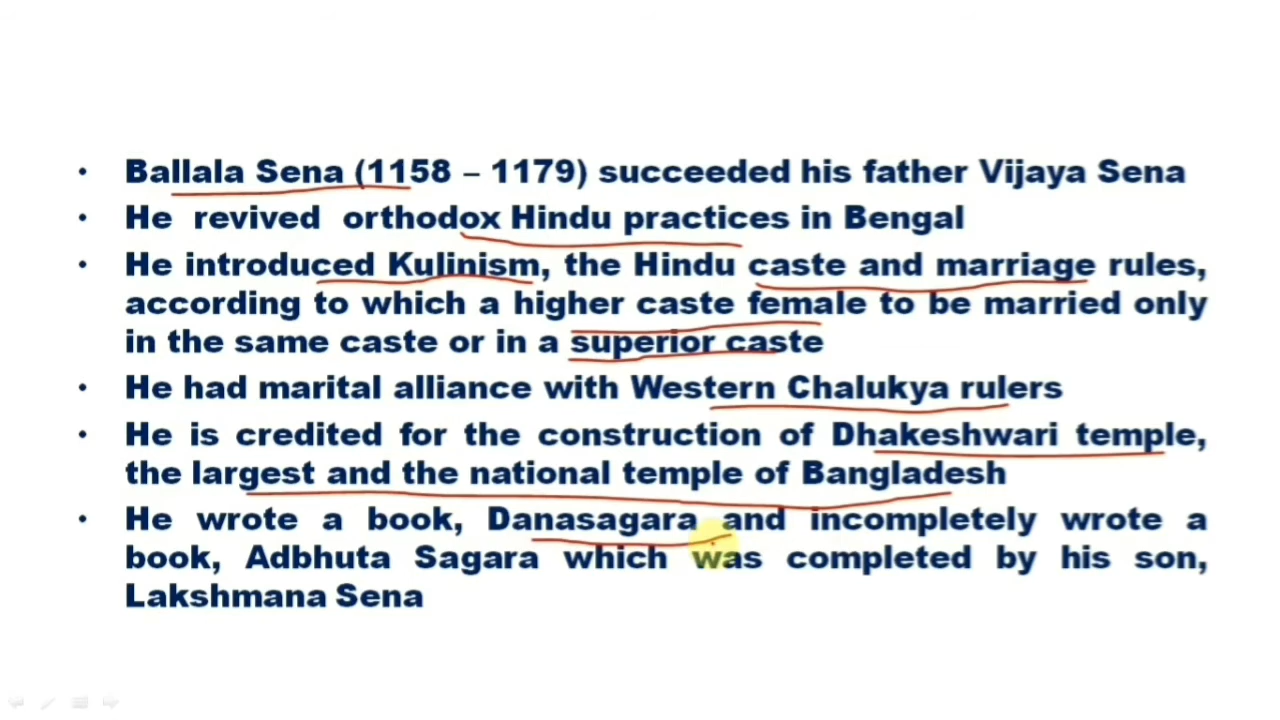 • Ballala Sena (1158 – 1179) succeeded his father Vijaya Sena
• He revived orthodox Hindu practices in Bengal
• He introduced Kulinism, the Hindu caste and marriage rules,
according to which a higher caste female to be married only
in the same caste or in a superior caste
• He had marital alliance with Western Chalukya rulers
• He is credited for the construction of Dhakeshwari temple,
the largest and the national temple of Bangladesh
• He wrote a book, Danasagara and incompletely wrote a
book, Adbhuta Sagara which was completed by his son,
Lakshmana Sena